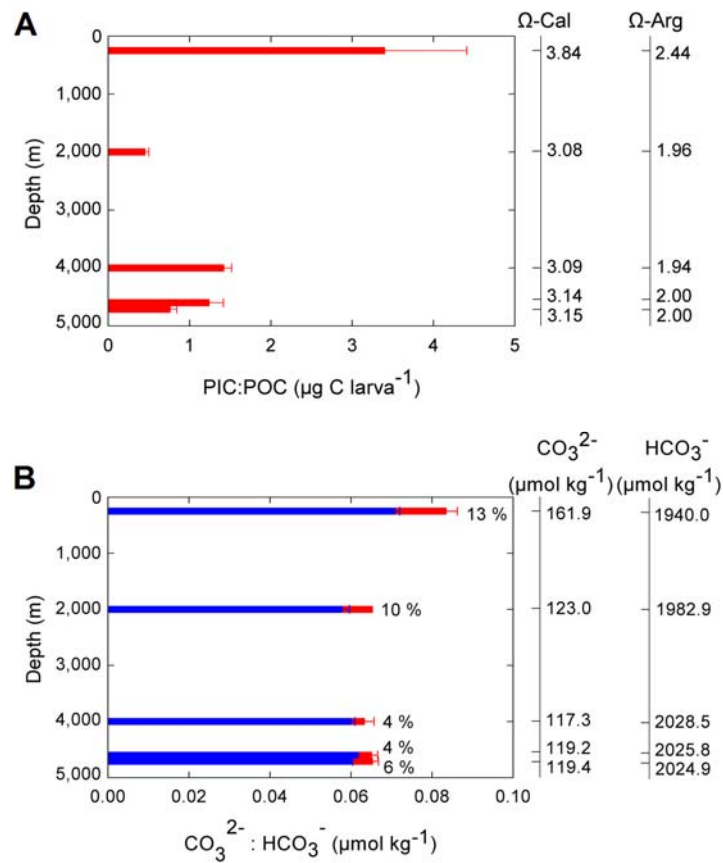 A
Ω-Cal Ω-Arg
0
1,000
2,000
3,000
4,000
5,000
Depth (m)
3.84 2.44
3.08 1.96
3.09 1.94
3.14 2.00
3.15 2.00
0 1 2 3 4 5
PIC:POC (µg C larva⁻¹)
B
CO₃²⁻ HCO₃⁻
(µmol kg⁻¹) (µmol kg⁻¹)
0
1,000
2,000
3,000
4,000
5,000
Depth (m)
13 % 161.9 1940.0
10 % 123.0 1982.9
4 % 117.3 2028.5
4 % 119.2 2025.8
6 % 119.4 2024.9
0.00 0.02 0.04 0.06 0.08 0.10
CO₃²⁻ : HCO₃⁻ (µmol kg⁻¹)